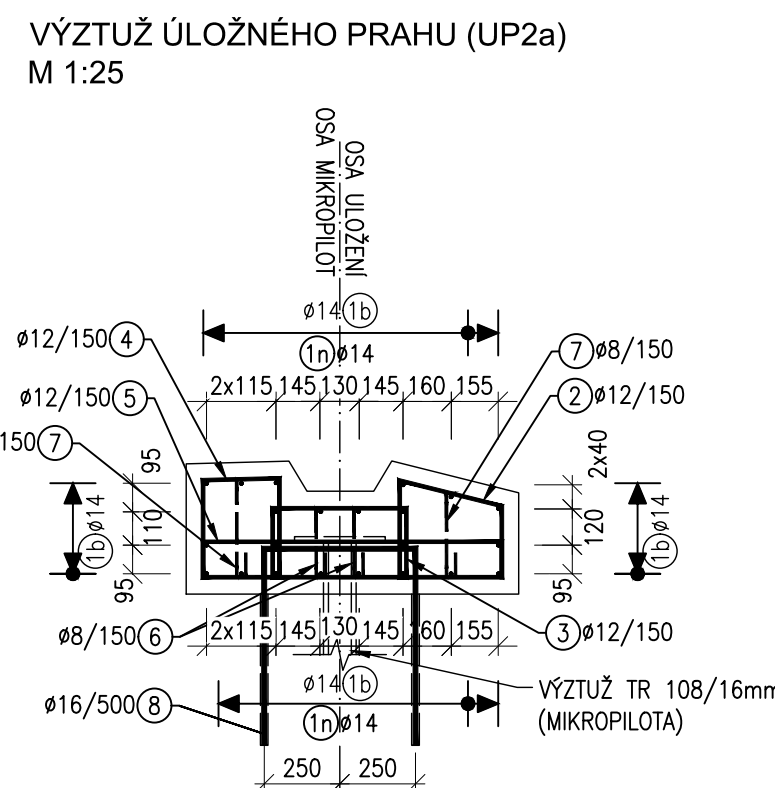 VÝZTUŽ ÚLOŽNÉHO PRAHU (UP2a)
M 1:25
OSA MIKROPILOT
OSA ULOŽENÍ
ø14 1b
1n ø14
ø12/150 4
7 ø8/150
2x115 145 130 145 160 155
ø12/150 5
2 ø12/150
150 7
95
110
95
1b ø14
2x40
120
95
1b ø14
ø8/150 6
2x115 145 130 145 60 155
3 ø12/150
ø14 1b
1n ø14
ø16/500 8
VÝZTUŽ TR 108/16mm
(MIKROPILOTA)
250 250